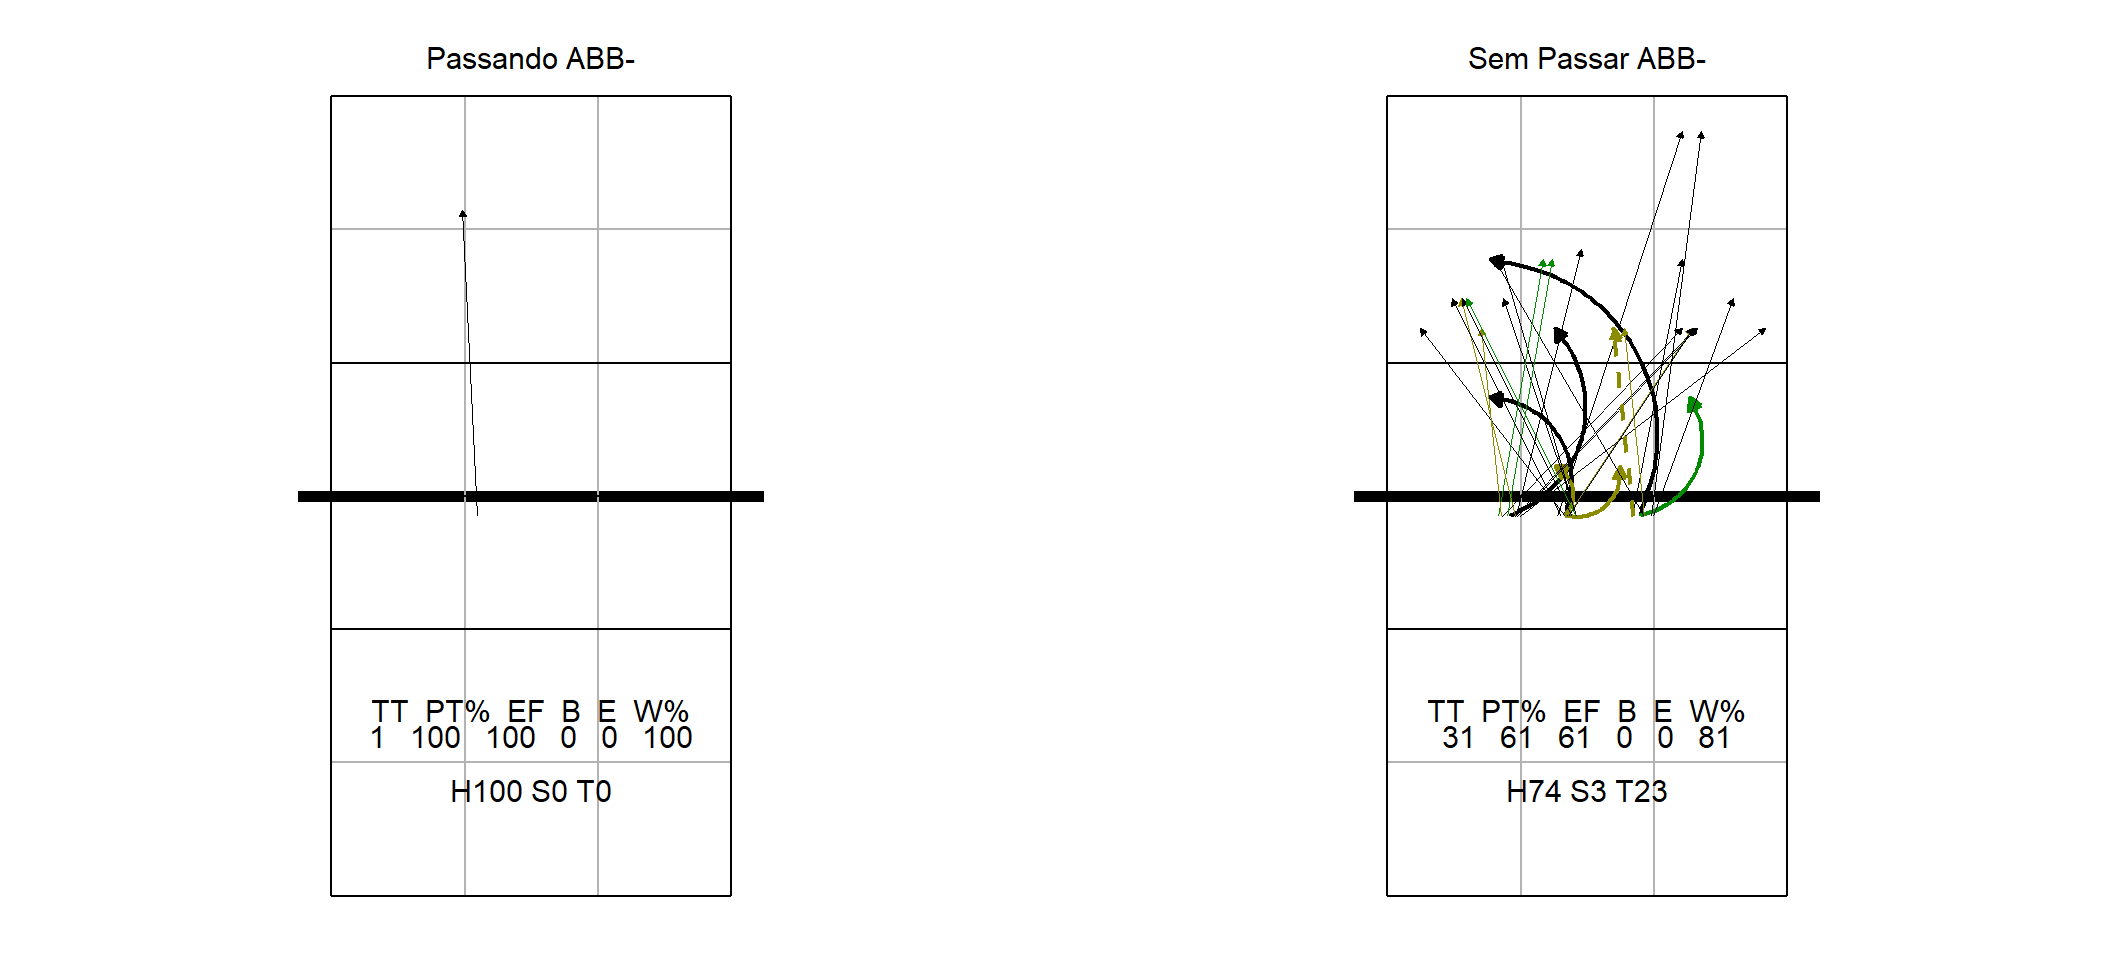 Passando ABB-
TT PT% EF B E W%
1 100 100 0 0 100
H100 S0 T0
Sem Passar ABB-
TT PT% EF B E W%
31 61 61 0 0 81
H74 S3 T23